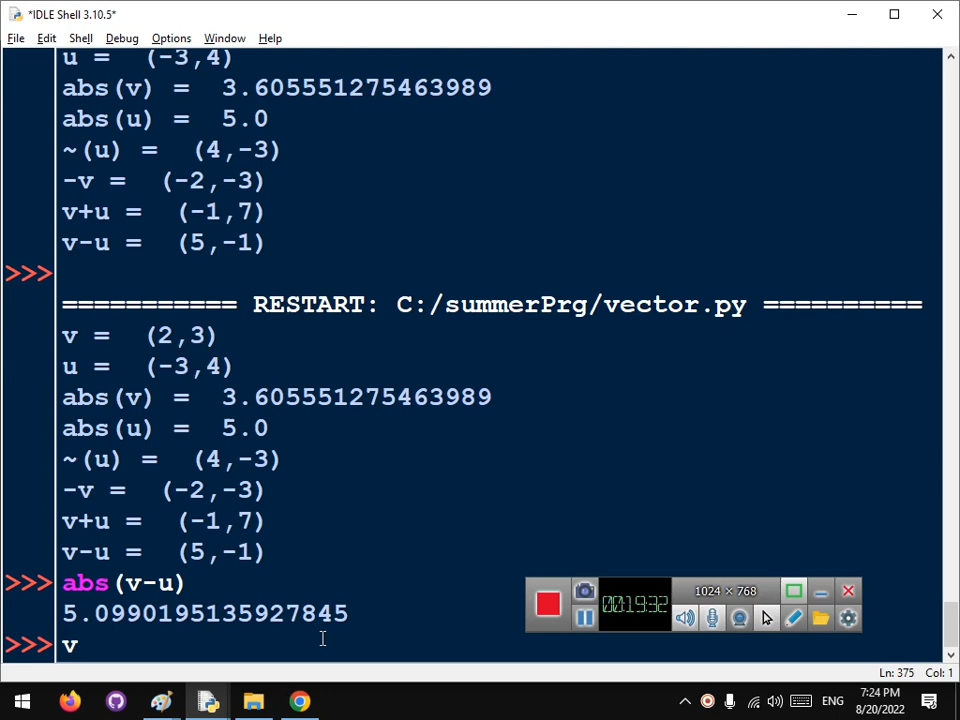 *IDLE Shell 3.10.5*
File Edit Shell Debug Options Window Help
u =  (-3,4)
abs(v) =  3.605551275463989
abs(u) =  5.0
~(u) =  (4,-3)
-v =  (-2,-3)
v+u =  (-1,7)
v-u =  (5,-1)
>>>
=========== RESTART: C:/summerPrg/vector.py ==========
v =  (2,3)
u =  (-3,4)
abs(v) =  3.605551275463989
abs(u) =  5.0
~(u) =  (4,-3)
-v =  (-2,-3)
v+u =  (-1,7)
v-u =  (5,-1)
>>> abs(v-u)
5.0990195135927845
>>> v
00:19:32
1024 × 768
Ln: 375 Col: 1
ENG
7:24 PM
8/20/2022